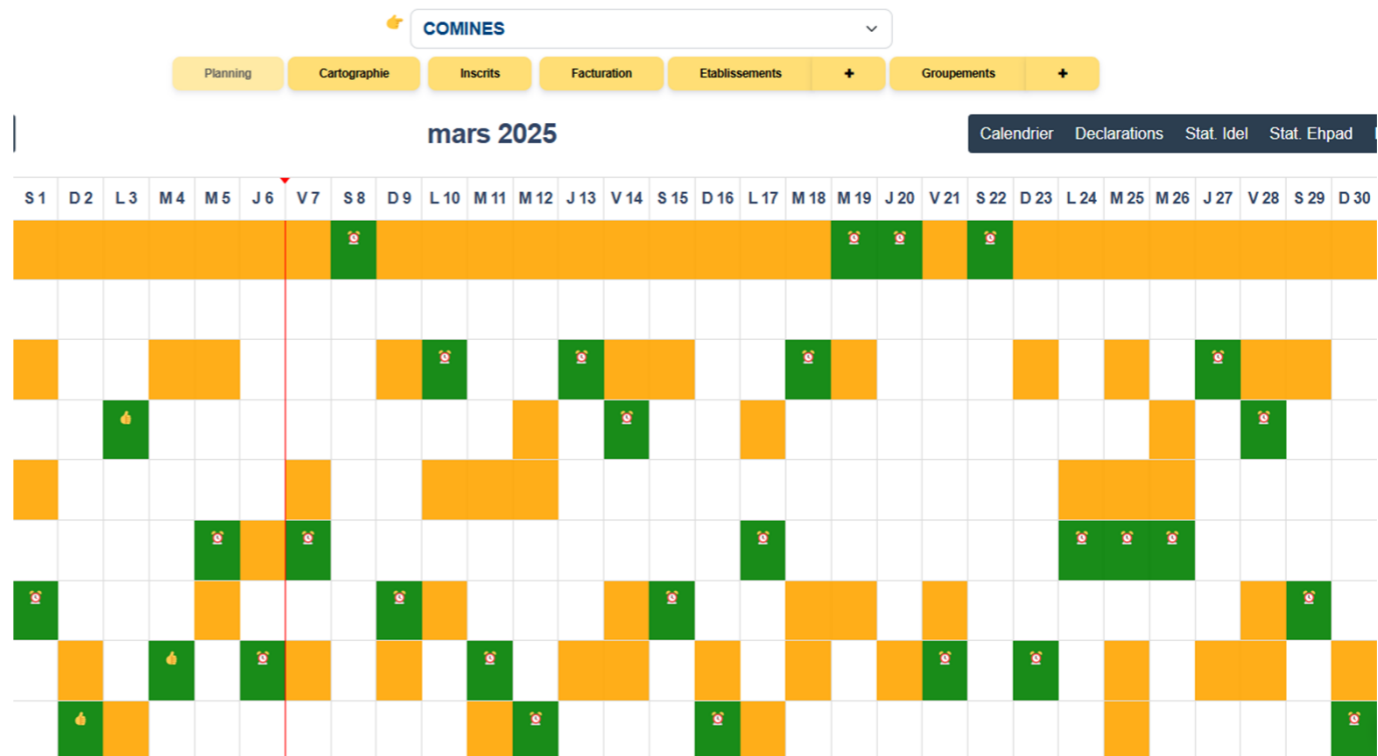 COMINES
Planning Cartographie Inscrits Facturation Etablissements + Groupements +
mars 2025 Calendrier Declarations Stat. Idel Stat. Ehpad
S 1 D 2 L 3 M 4 M 5 J 6 V 7 S 8 D 9 L 10 M 11 M 12 J 13 V 14 S 15 D 16 L 17 M 18 M 19 J 20 V 21 S 22 D 23 L 24 M 25 M 26 J 27 V 28 S 29 D 30